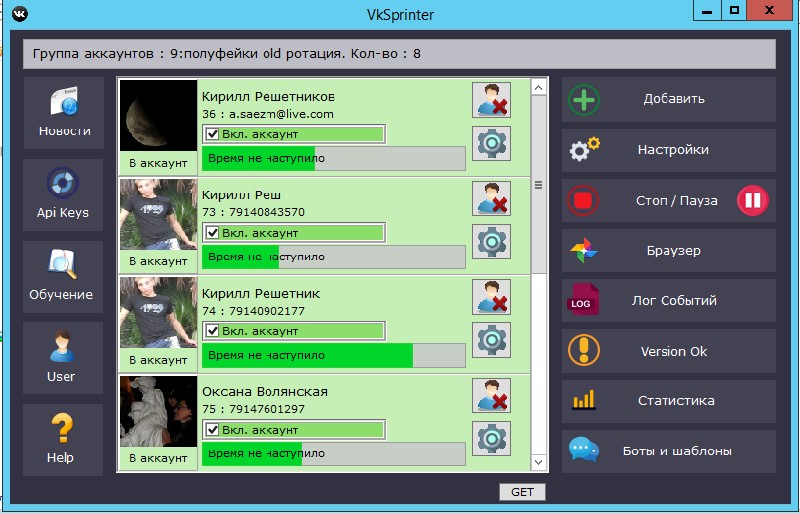 VkSprinter
Группа аккаунтов : 9:полуфейки old ротация. Кол-во : 8
Новости
Api Keys
Обучение
User
Help
Кирилл Решетников
36 : a.saezm@live.com
Вкл. аккаунт
Время не наступило
В аккаунт
Кирилл Реш
73 : 79140843570
Вкл. аккаунт
Время не наступило
В аккаунт
Кирилл Решетник
74 : 79140902177
Вкл. аккаунт
Время не наступило
В аккаунт
Оксана Волянская
75 : 79147601297
Вкл. аккаунт
Время не наступило
В аккаунт
GET
Добавить
Настройки
Стоп / Пауза
Браузер
LOG
Лог Событий
Version Ok
Статистика
Боты и шаблоны